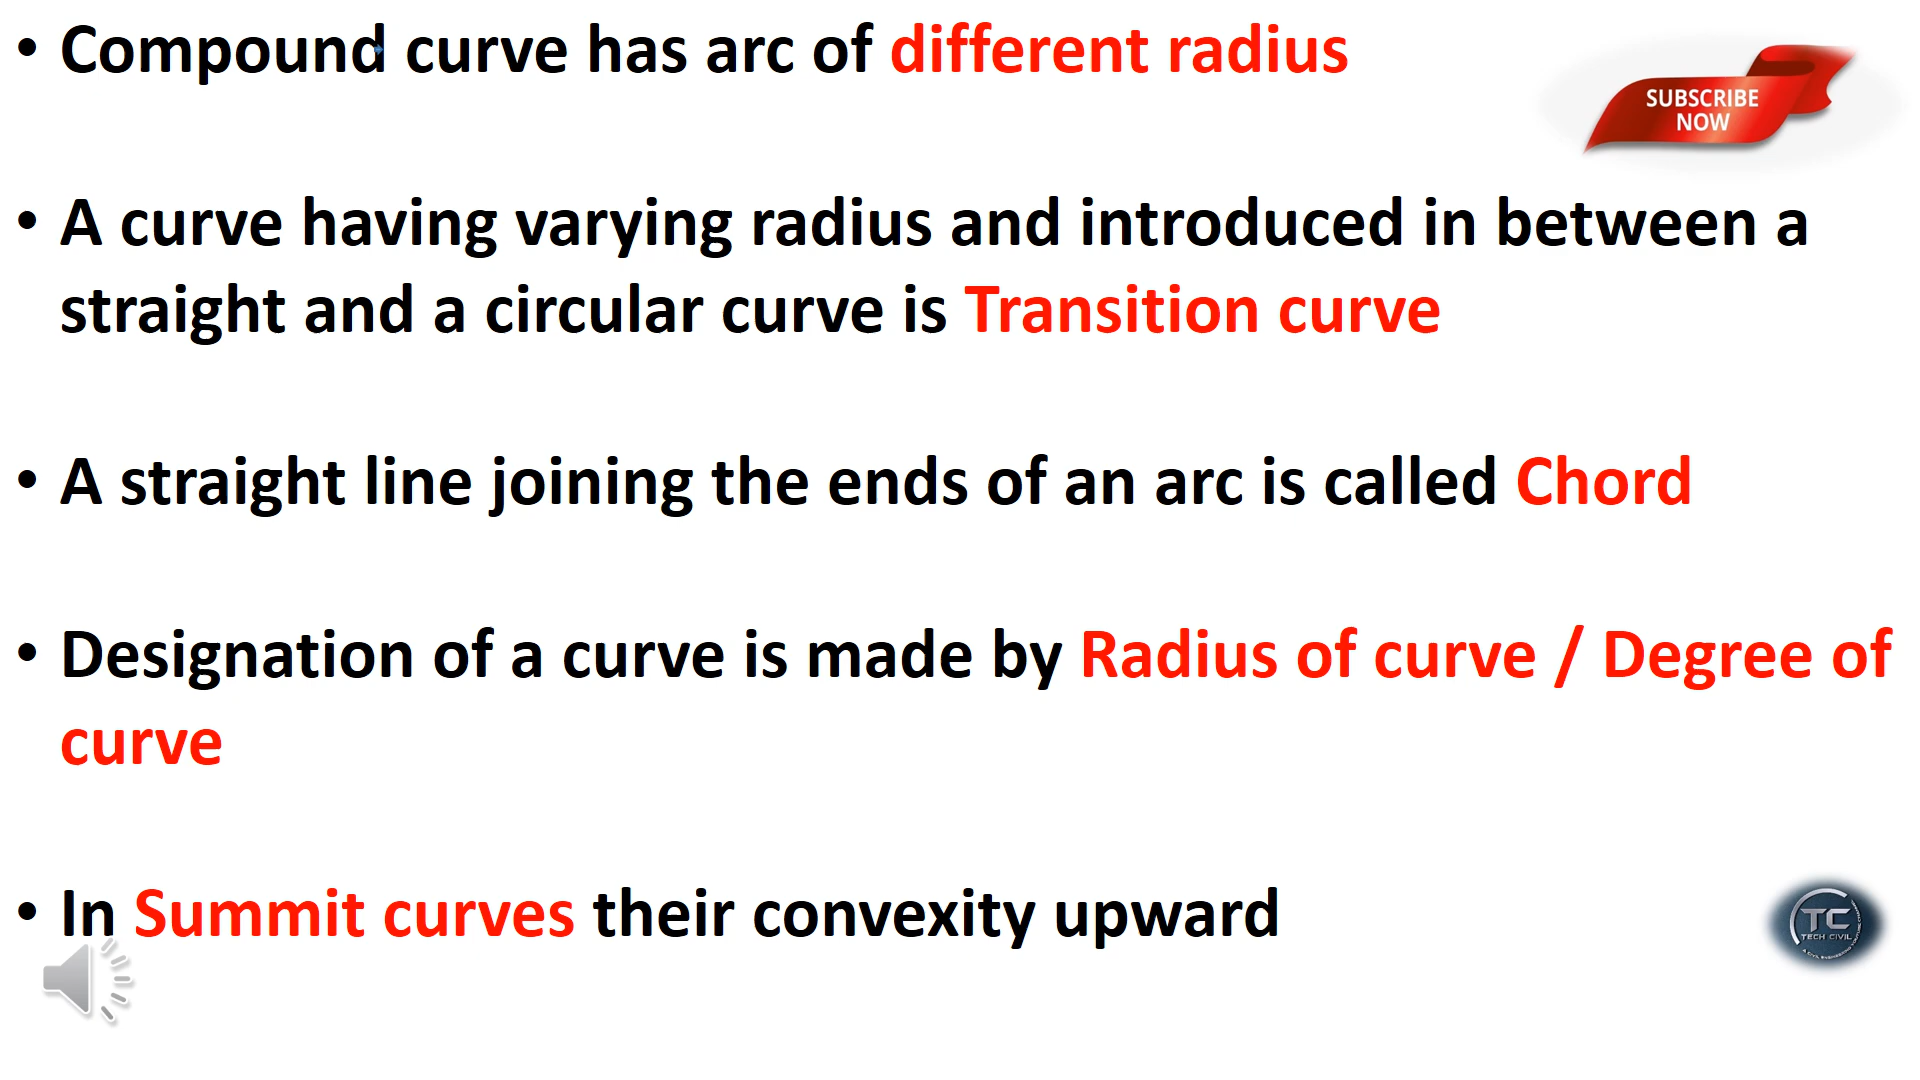 • Compound curve has arc of different radius
SUBSCRIBE
NOW
• A curve having varying radius and introduced in between a
straight and a circular curve is Transition curve
• A straight line joining the ends of an arc is called Chord
• Designation of a curve is made by Radius of curve / Degree of
curve
• In Summit curves their convexity upward
TC
TECH CIVIL